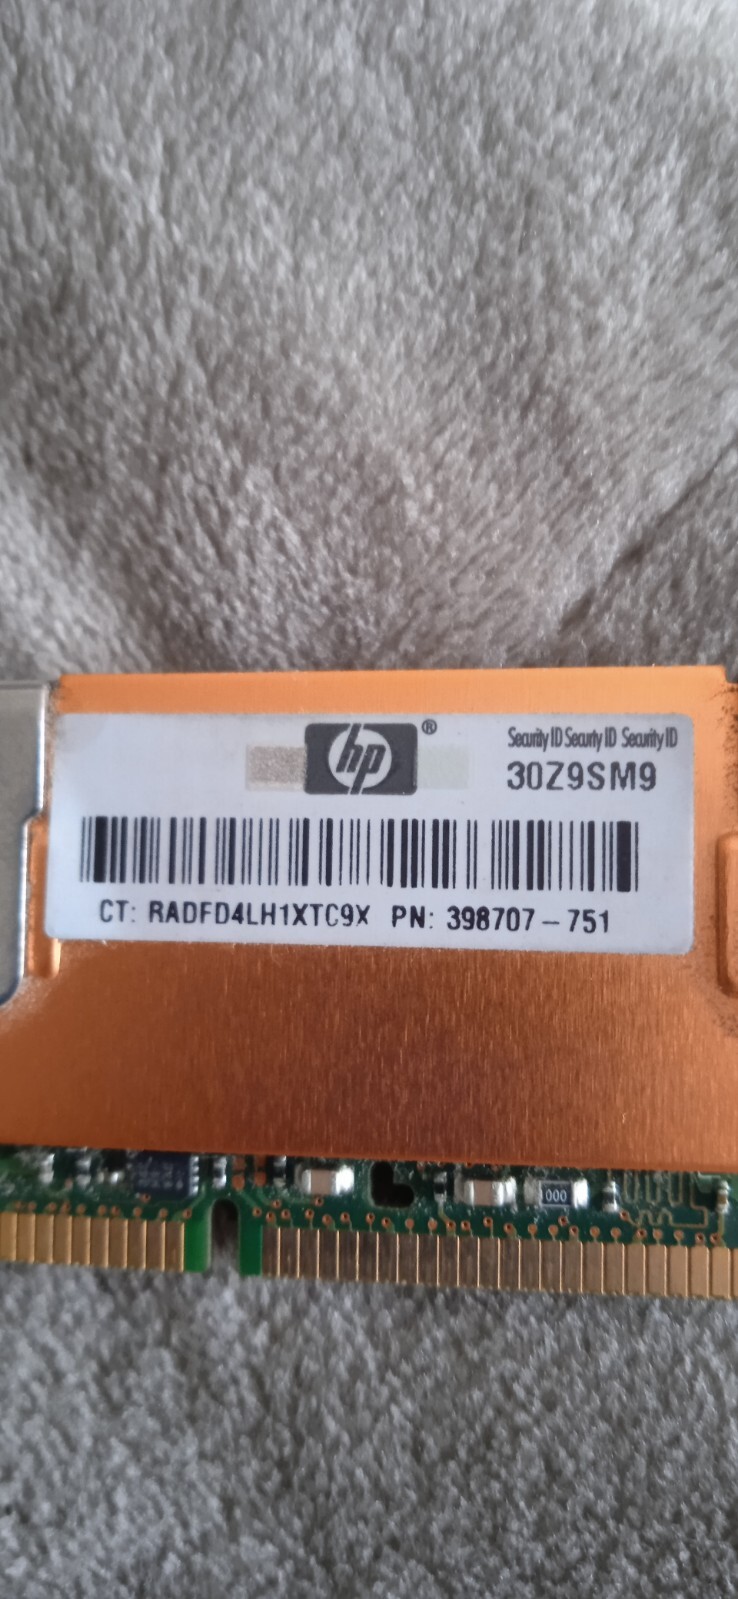 hp®
Security ID Security ID Security ID
30Z9SM9
CT: RADFD4LH1XTC9X PN: 398707-751
000